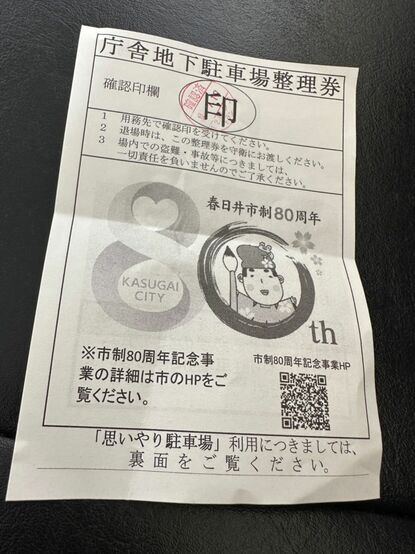 庁舎地下駐車場整理券
確認印欄
印
1 用務先で確認印を受けてください。
2 退場時は、この整理券を守衛にお渡しください。
3 場内での盗難・事故等につきましては、
一切責任を負いませんのでご了承ください。
春日井市制80周年
80th
KASUGAI
CITY
※市制80周年記念事
業の詳細は市のHPをご
覧ください。
市制80周年記念事業HP
「思いやり駐車場」利用につきましては、
裏面をご覧ください。